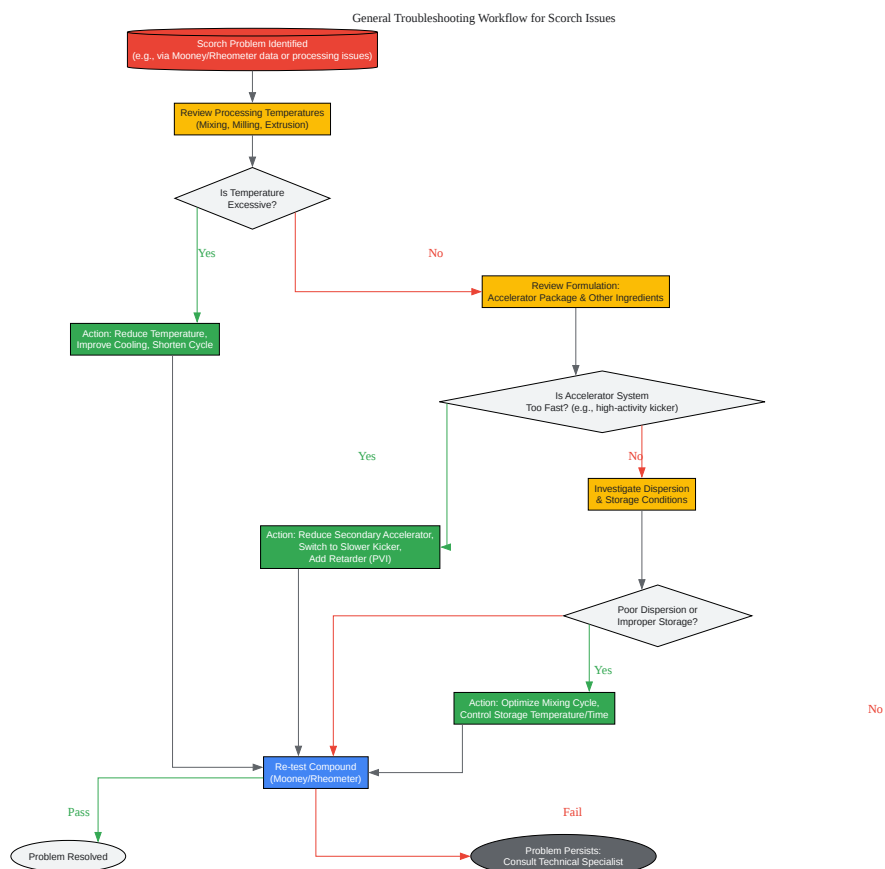 General Troubleshooting Workflow for Scorch Issues
Scorch Problem Identified
(e.g., via Mooney/Rheometer data or processing issues)
Review Processing Temperatures
(Mixing, Milling, Extrusion)
Is Temperature
Excessive?
Yes
No
Review Formulation:
Accelerator Package & Other Ingredients
Action: Reduce Temperature,
Improve Cooling, Shorten Cycle
Is Accelerator System
Too Fast? (e.g., high-activity kicker)
Yes
No
Investigate Dispersion
& Storage Conditions
Action: Reduce Secondary Accelerator,
Switch to Slower Kicker,
Add Retarder (PVI)
Poor Dispersion or
Improper Storage?
Yes
Action: Optimize Mixing Cycle,
Control Storage Temperature/Time
No
Re-test Compound
(Mooney/Rheometer)
Pass
Fail
Problem Resolved
Problem Persists:
Consult Technical Specialist